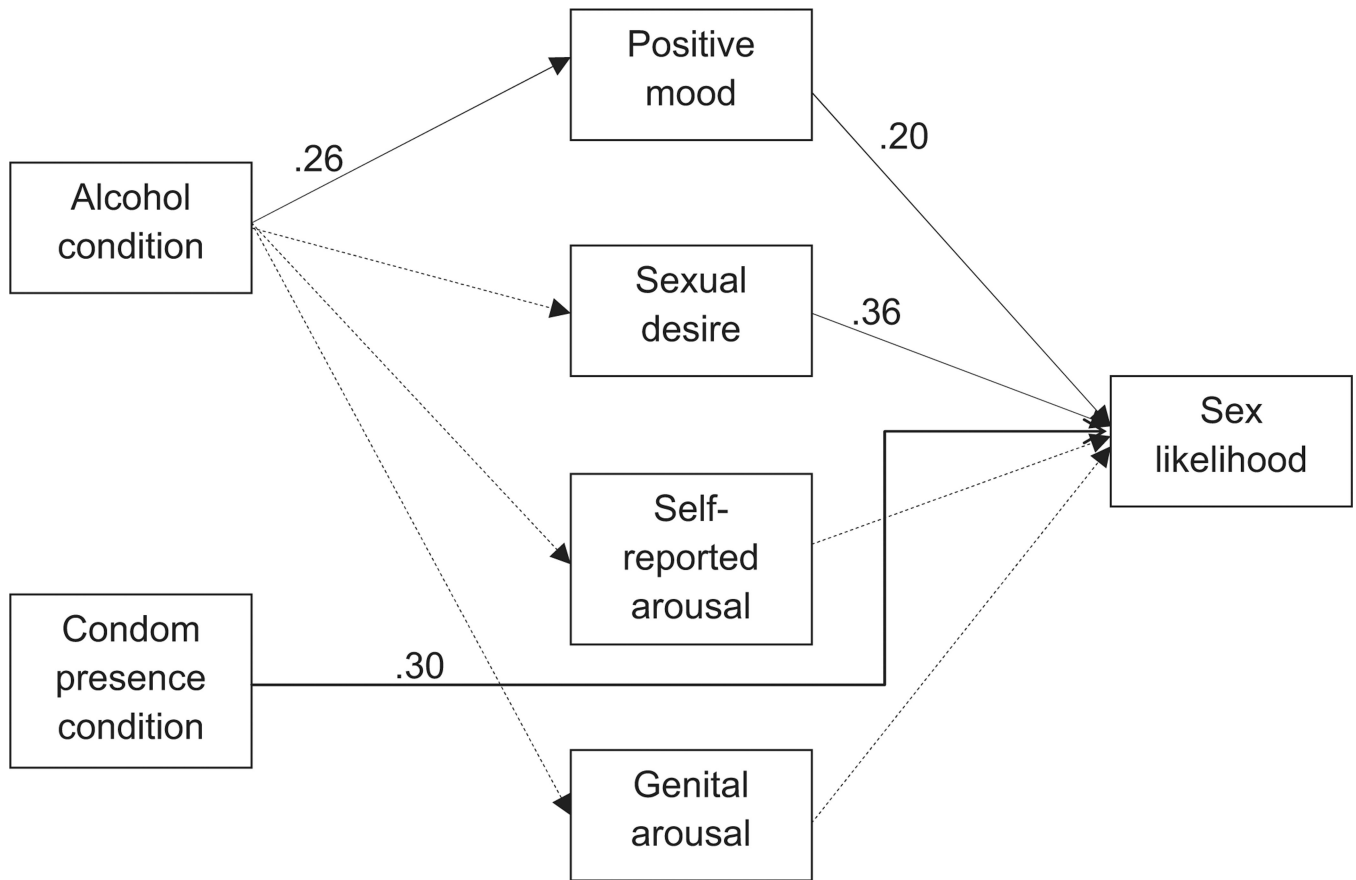 Positive
mood
.20
.26
Alcohol
condition
Sexual
desire
.36
Sex
likelihood
Self-
reported
arousal
Condom
presence
condition
.30
Genital
arousal